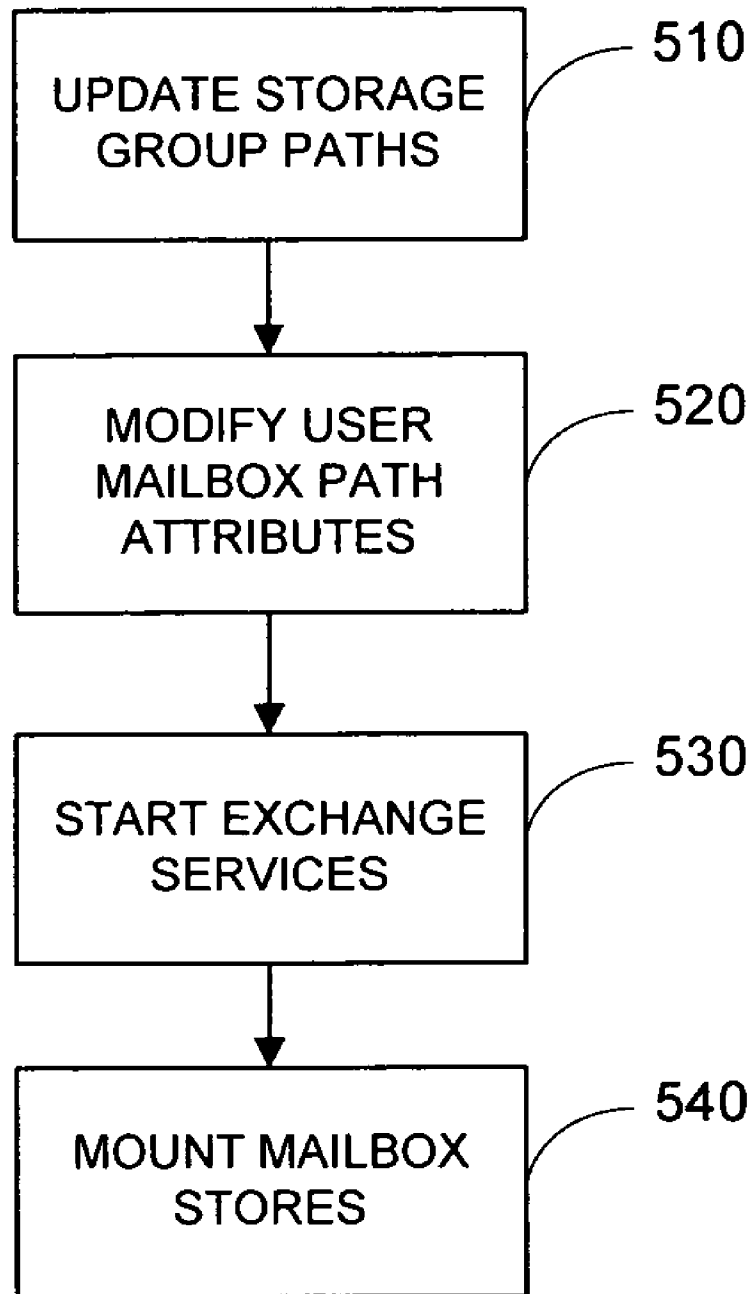 510
UPDATE STORAGE
GROUP PATHS
520
MODIFY USER
MAILBOX PATH
ATTRIBUTES
530
START EXCHANGE
SERVICES
540
MOUNT MAILBOX
STORES